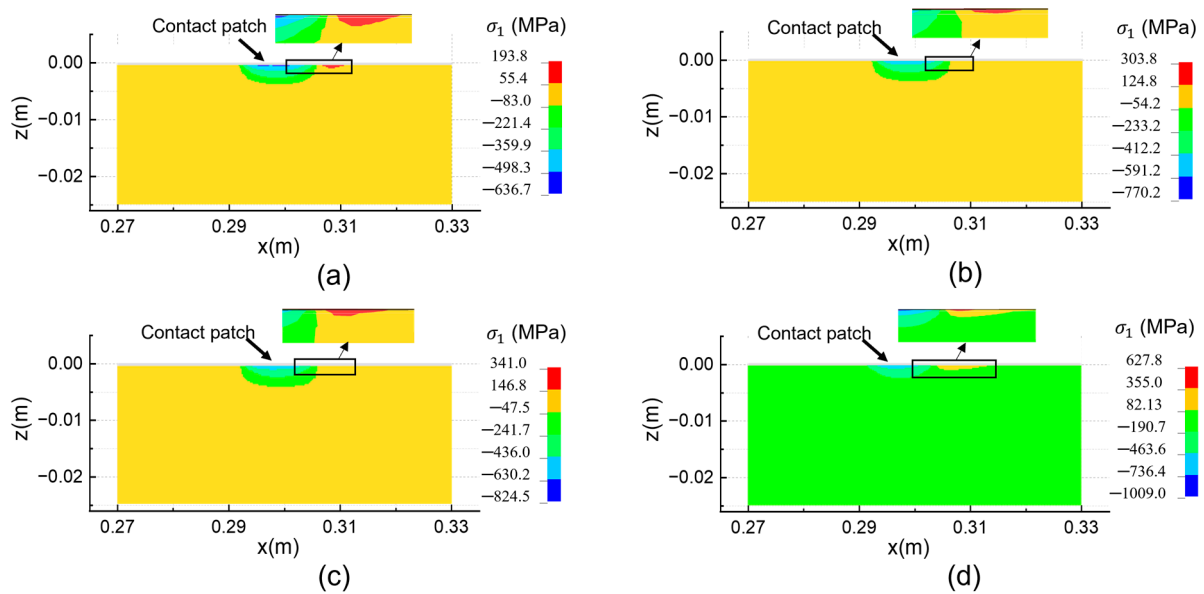 Contact patch
σ1 (MPa)
193.8
55.4
−83.0
−221.4
−359.9
−498.3
−636.7
0.00
−0.01
−0.02
z(m)
0.27
0.29
0.31
0.33
x(m)
(a)
Contact patch
σ1 (MPa)
303.8
124.8
−54.2
−233.2
−412.2
−591.2
−770.2
0.00
−0.01
−0.02
z(m)
0.27
0.29
0.31
0.33
x(m)
(b)
Contact patch
σ1 (MPa)
341.0
146.8
−47.5
−241.7
−436.0
−630.2
−824.5
0.00
−0.01
−0.02
z(m)
0.27
0.29
0.31
0.33
x(m)
(c)
Contact patch
σ1 (MPa)
627.8
355.0
82.13
−190.7
−463.6
−736.4
−1009.0
0.00
−0.01
−0.02
z(m)
0.27
0.29
0.31
0.33
x(m)
(d)